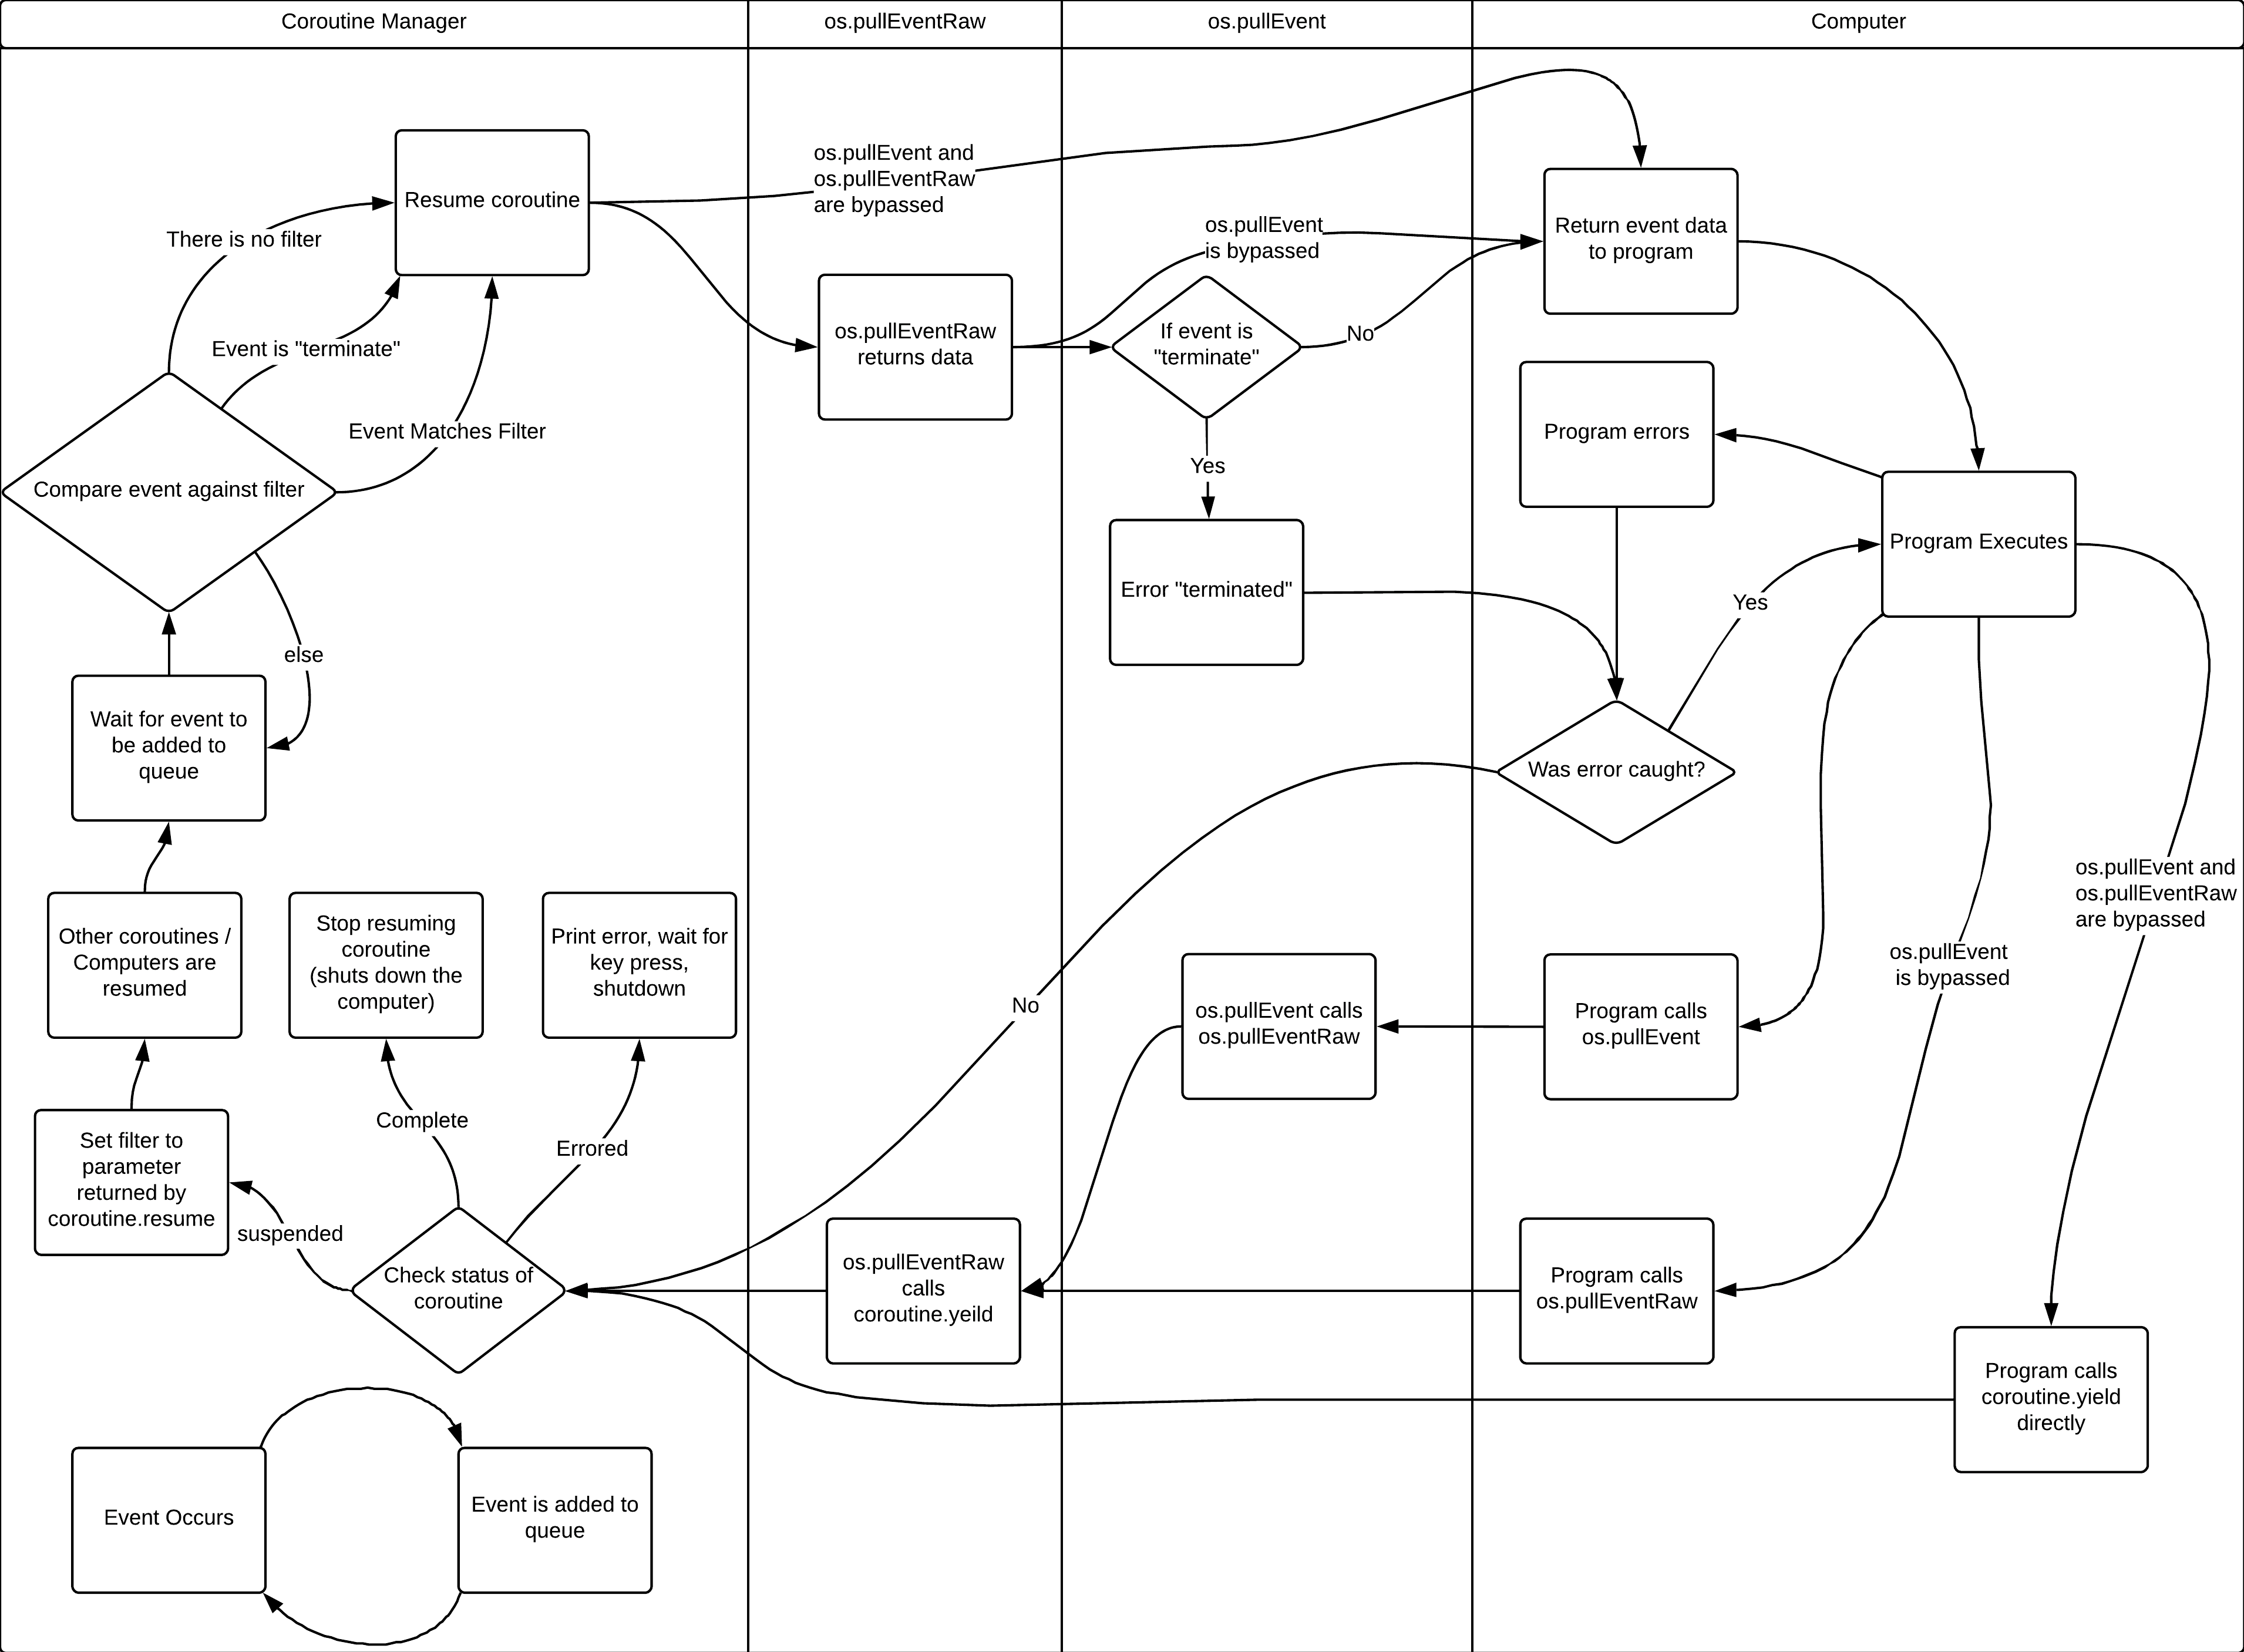 Coroutine Manager
os.pullEventRaw
os.pullEvent
Computer
Resume coroutine
os.pullEvent and
os.pullEventRaw
are bypassed
There is no filter
Event is "terminate"
Event Matches Filter
Compare event against filter
else
os.pullEventRaw
returns data
os.pullEvent
is bypassed
If event is
"terminate"
No
Yes
Error "terminated"
Return event data
to program
Program errors
Program Executes
Yes
Was error caught?
No
Wait for event to
be added to
queue
Other coroutines /
Computers are
resumed
Stop resuming
coroutine
(shuts down the
computer)
Print error, wait for
key press,
shutdown
Set filter to
parameter
returned by
coroutine.resume
suspended
Complete
Errored
Check status of
coroutine
os.pullEventRaw
calls
coroutine.yeild
os.pullEvent calls
os.pullEventRaw
Program calls
os.pullEvent
os.pullEvent
is bypassed
os.pullEvent and
os.pullEventRaw
are bypassed
Program calls
os.pullEventRaw
Program calls
coroutine.yield
directly
Event Occurs
Event is added to
queue